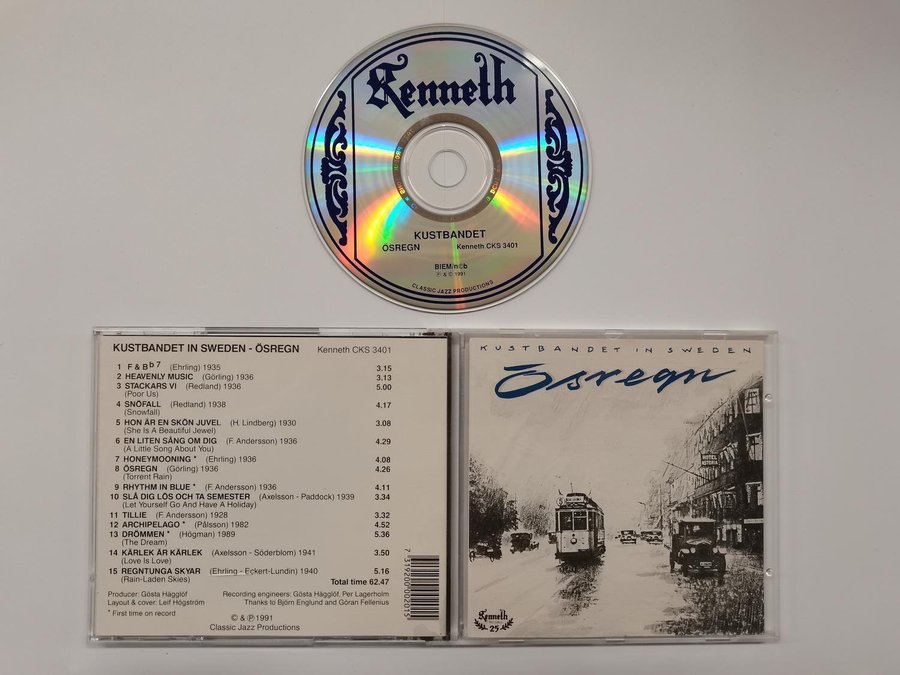 Kenneth
KUSTBANDET
ÖSREGN Kenneth CKS 3401
BIEM/n©b
Ⓟ & © 1991
CLASSIC JAZZ PRODUCTIONS
KUSTBANDET IN SWEDEN - ÖSREGN Kenneth CKS 3401
1 F & Bb7 (Ehrling) 1935 3.15
2 HEAVENLY MUSIC (Görling) 1936 3.13
3 STACKARS VI (Redland) 1936 5.00
(Poor Us)
4 SNÖFALL (Redland) 1938 4.17
(Snowfall)
5 HON ÄR EN SKÖN JUVEL (H. Lindberg) 1930 3.08
(She Is A Beautiful Jewel)
6 EN LITEN SÅNG OM DIG (F. Andersson) 1936 4.29
(A Little Song About You)
7 HONEYMOONING * (Ehrling) 1936 4.08
8 ÖSREGN (Görling) 1936 4.26
(Torrent Rain)
9 RHYTHM IN BLUE * (F. Andersson) 1936 4.11
10 SLÅ DIG LÖS OCH TA SEMESTER (Axelsson - Paddock) 1939 3.34
(Let Yourself Go And Have A Holiday)
11 TILLIE (F. Andersson) 1928 3.32
12 ARCHIPELAGO * (Pålsson) 1982 4.52
13 DRÖMMEN * (Högman) 1989 5.36
(The Dream)
14 KÄRLEK ÄR KÄRLEK (Axelsson - Söderblom) 1941 3.50
(Love Is Love)
15 REGNTUNGA SKYAR (Ehrling - Eckert-Lundin) 1940 5.16
(Rain-Laden Skies) Total time 62.47
Producer: Gösta Hägglöf Recording engineers: Gösta Hägglöf, Per Lagerholm
Layout & cover: Leif Högström Thanks to Björn Englund and Göran Fellenius
* First time on record
© & Ⓟ 1991
Classic Jazz Productions
KUSTBANDET IN SWEDEN
Ösregn
HOTEL
Kenneth
25